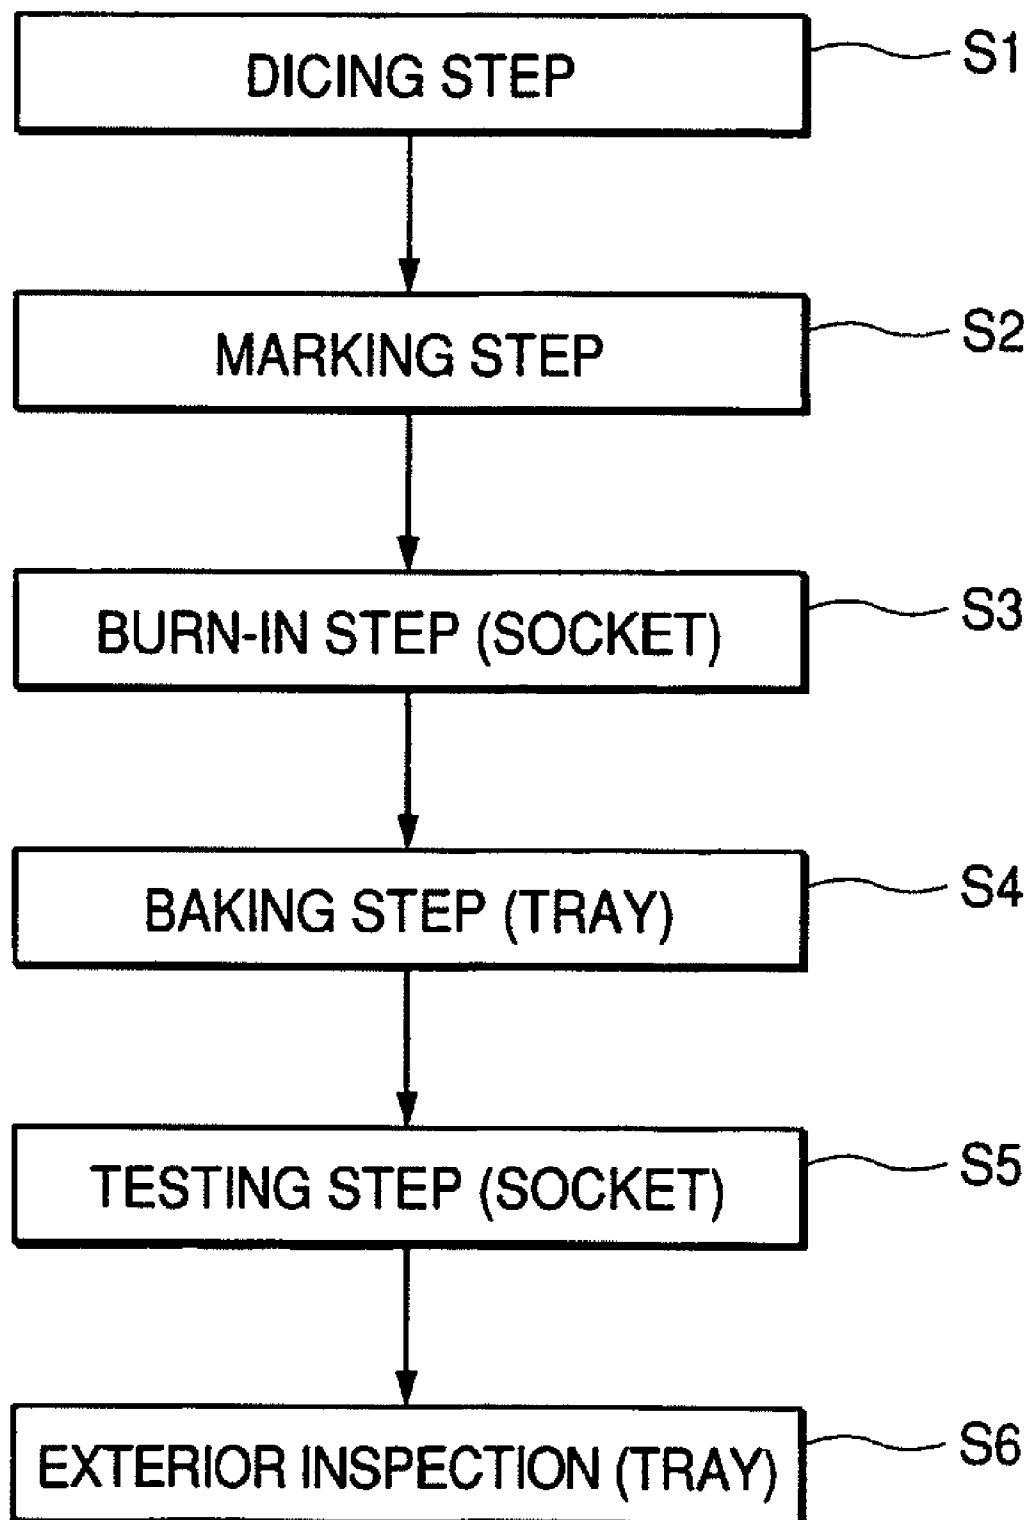 DICING STEP S1
MARKING STEP S2
BURN-IN STEP (SOCKET) S3
BAKING STEP (TRAY) S4
TESTING STEP (SOCKET) S5
EXTERIOR INSPECTION (TRAY) S6